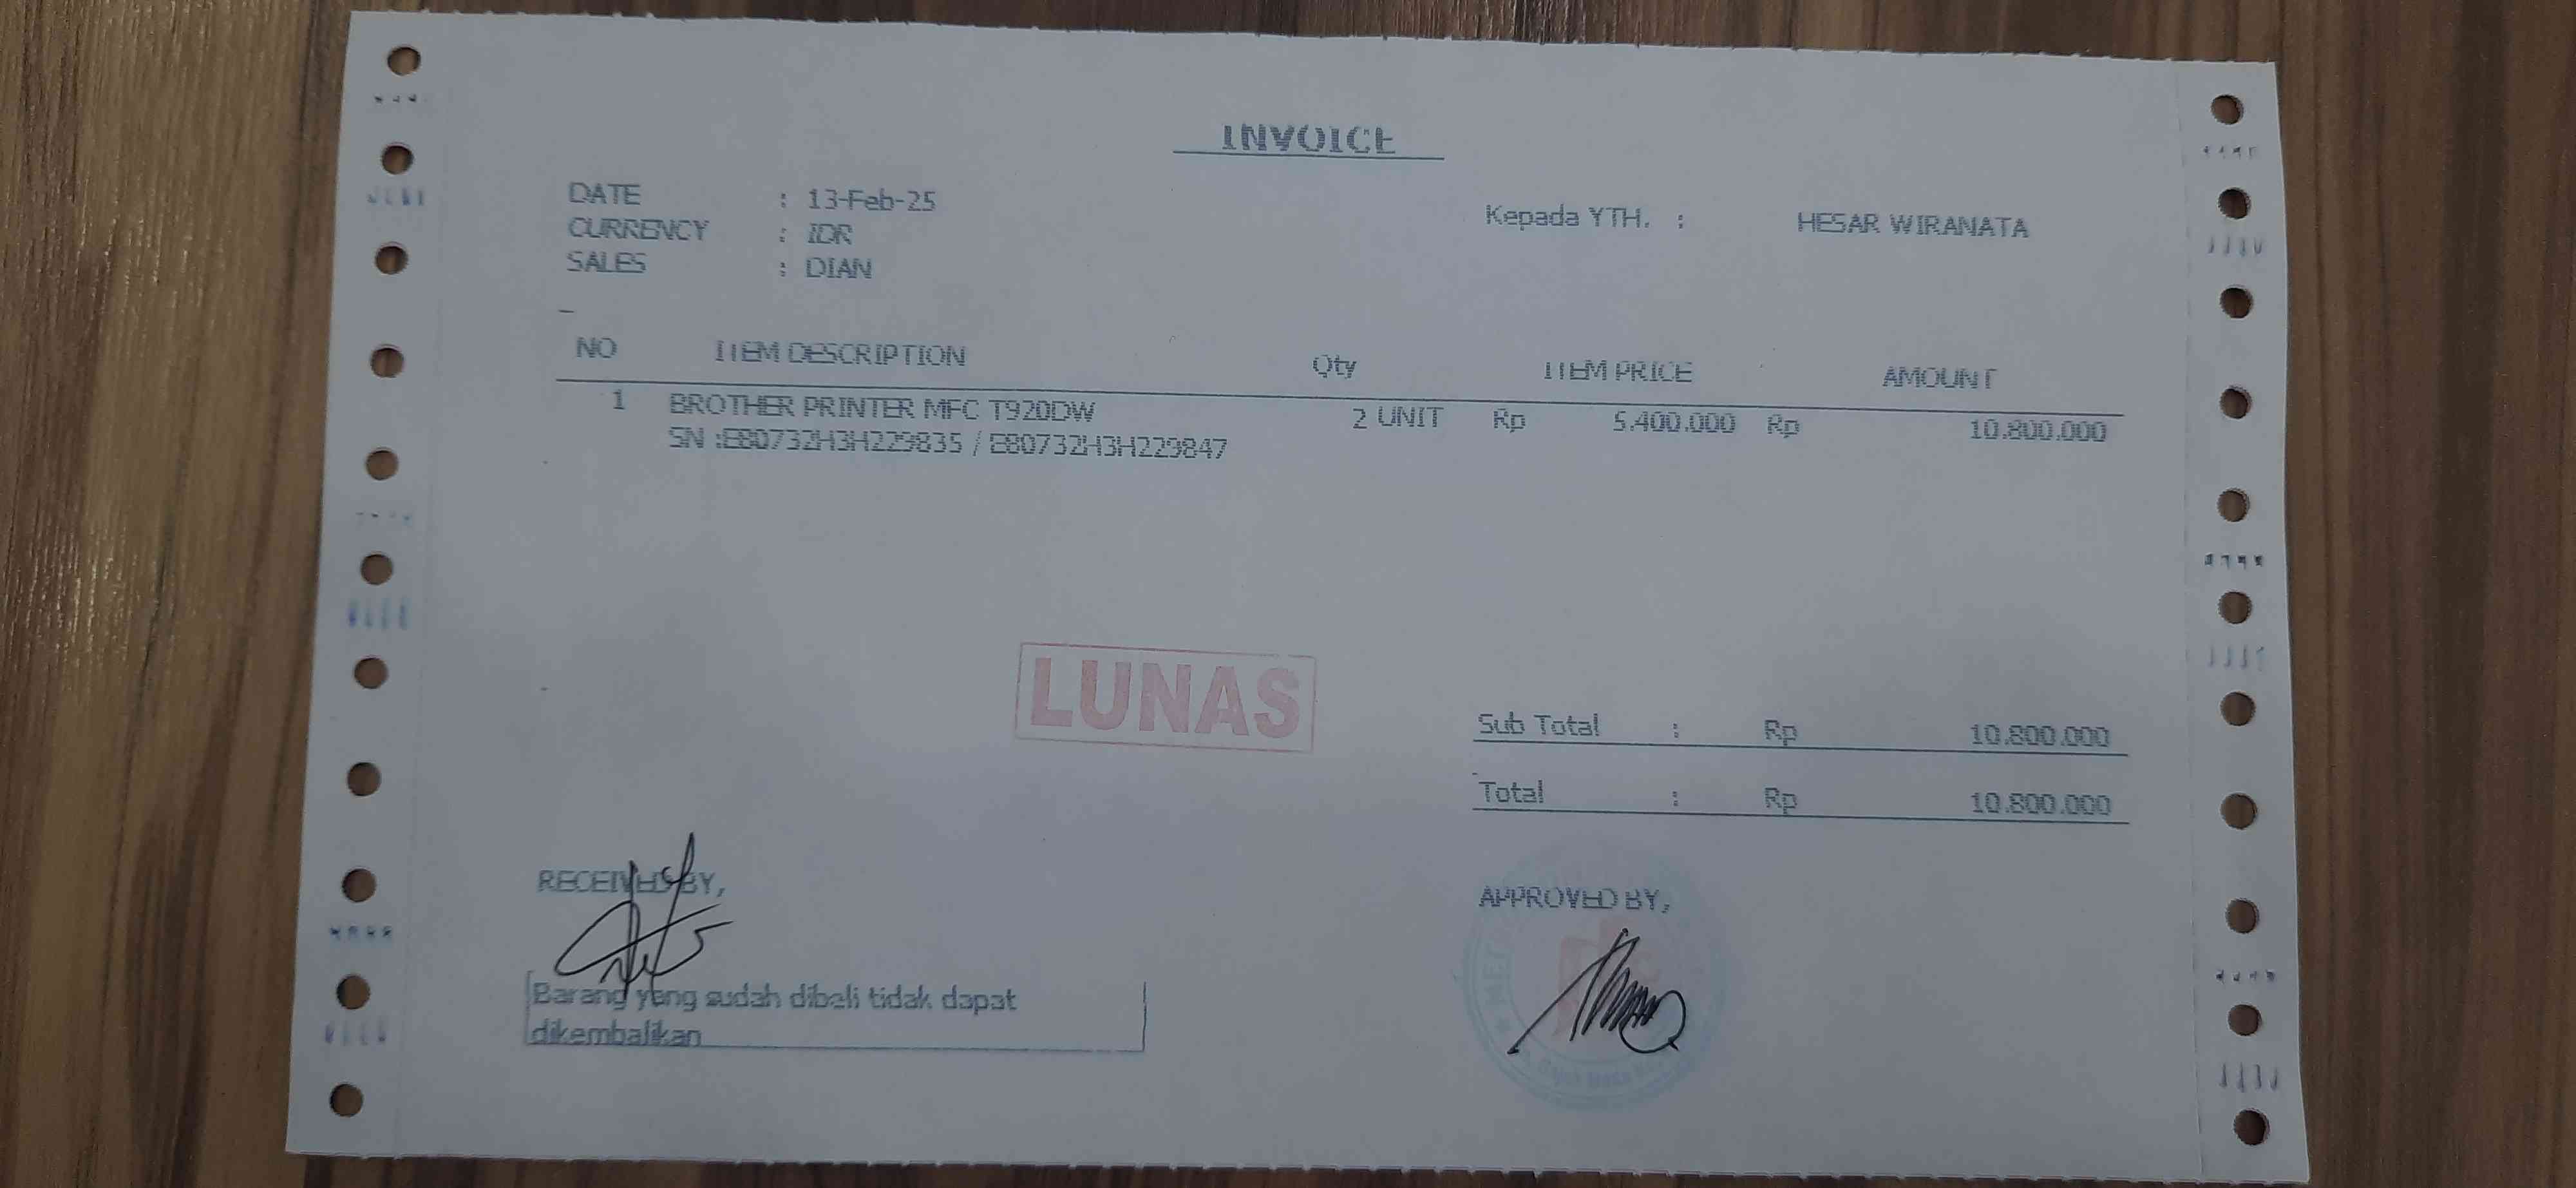 INVOICE
DATE : 13-Feb-25
CURRENCY : IDR
SALES : DIAN
Kepada YTH. : HESAR WIRANATA
NO ITEM DESCRIPTION Qty ITEM PRICE AMOUNT
1 BROTHER PRINTER MFC T920DW 2 UNIT Rp 5.400.000 Rp 10.800.000
SN :E80732H3H229835 / E80732H3H229847
LUNAS
Sub Total : Rp 10.800.000
Total : Rp 10.800.000
RECEIVED BY,
APPROVED BY,
Barang yang sudah dibeli tidak dapat
dikembalikan